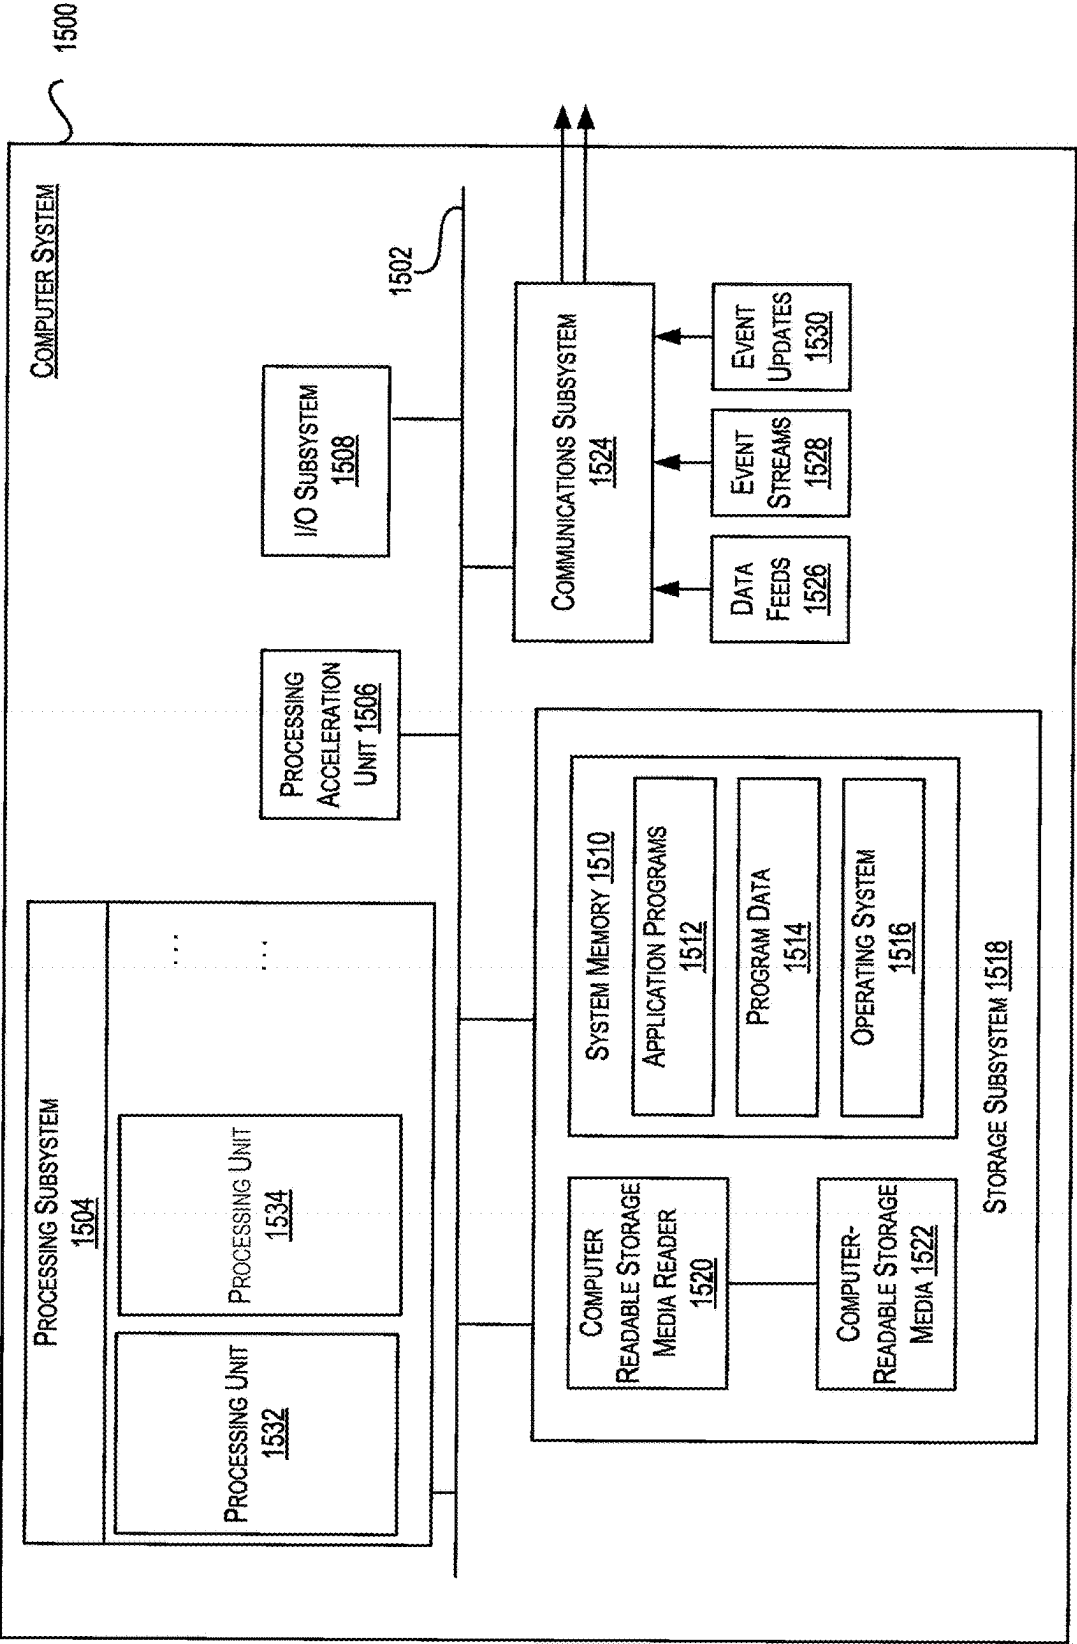 1500
COMPUTER SYSTEM
PROCESSING SUBSYSTEM
1504
PROCESSING UNIT
1532
PROCESSING UNIT
1534
...
...
PROCESSING
ACCELERATION
UNIT 1506
I/O SUBSYSTEM
1508
1502
COMPUTER
READABLE STORAGE
MEDIA READER
1520
COMPUTER-
READABLE STORAGE
MEDIA 1522
SYSTEM MEMORY 1510
APPLICATION PROGRAMS
1512
PROGRAM DATA
1514
OPERATING SYSTEM
1516
STORAGE SUBSYSTEM 1518
COMMUNICATIONS SUBSYSTEM
1524
DATA
FEEDS
1526
EVENT
STREAMS
1528
EVENT
UPDATES
1530